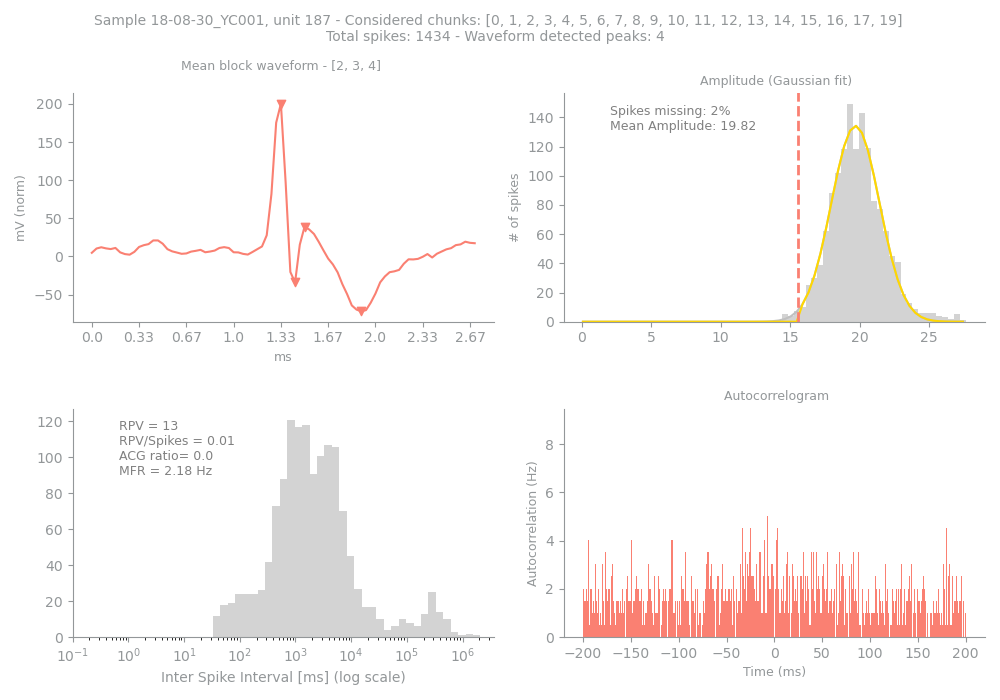 Sample 18-08-30_YC001, unit 187 - Considered chunks: [0, 1, 2, 3, 4, 5, 6, 7, 8, 9, 10, 11, 12, 13, 14, 15, 16, 17, 19]
Total spikes: 1434 - Waveform detected peaks: 4
Mean block waveform - [2, 3, 4]
200
150
100
50
0
−50
mV (norm)
0.0 0.33 0.67 1.0 1.33 1.67 2.0 2.33 2.67
ms
Amplitude (Gaussian fit)
Spikes missing: 2%
Mean Amplitude: 19.82
140
120
100
80
60
40
20
0
# of spikes
0 5 10 15 20 25
RPV = 13
RPV/Spikes = 0.01
ACG ratio= 0.0
MFR = 2.18 Hz
120
100
80
60
40
20
0
10⁻¹ 10⁰ 10¹ 10² 10³ 10⁴ 10⁵ 10⁶
Inter Spike Interval [ms] (log scale)
Autocorrelogram
8
6
4
2
0
Autocorrelation (Hz)
−200 −150 −100 −50 0 50 100 150 200
Time (ms)